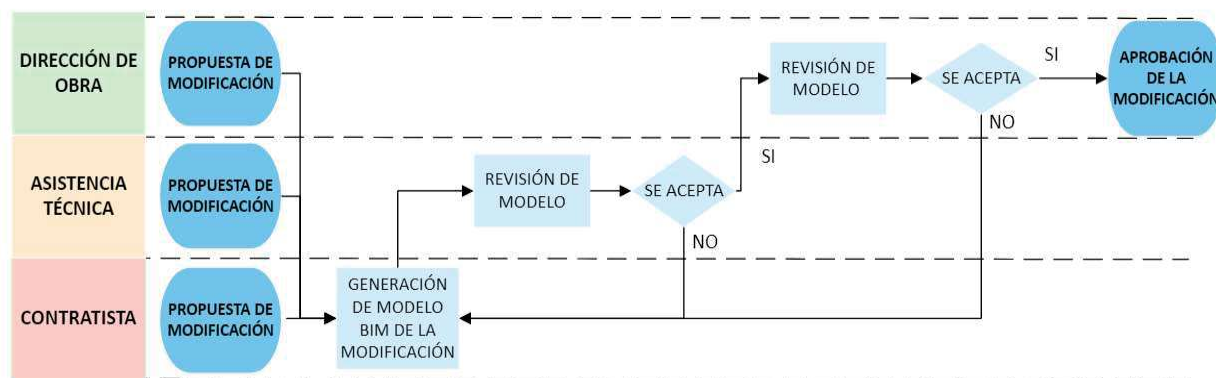 DIRECCIÓN DE
OBRA
PROPUESTA DE
MODIFICACIÓN
REVISIÓN DE
MODELO
SE ACEPTA
SI
APROBACIÓN
DE LA
MODIFICACIÓN
NO
ASISTENCIA
TÉCNICA
PROPUESTA DE
MODIFICACIÓN
REVISIÓN DE
MODELO
SE ACEPTA
SI
NO
CONTRATISTA
PROPUESTA DE
MODIFICACIÓN
GENERACIÓN
DE MODELO
BIM DE LA
MODIFICACIÓN